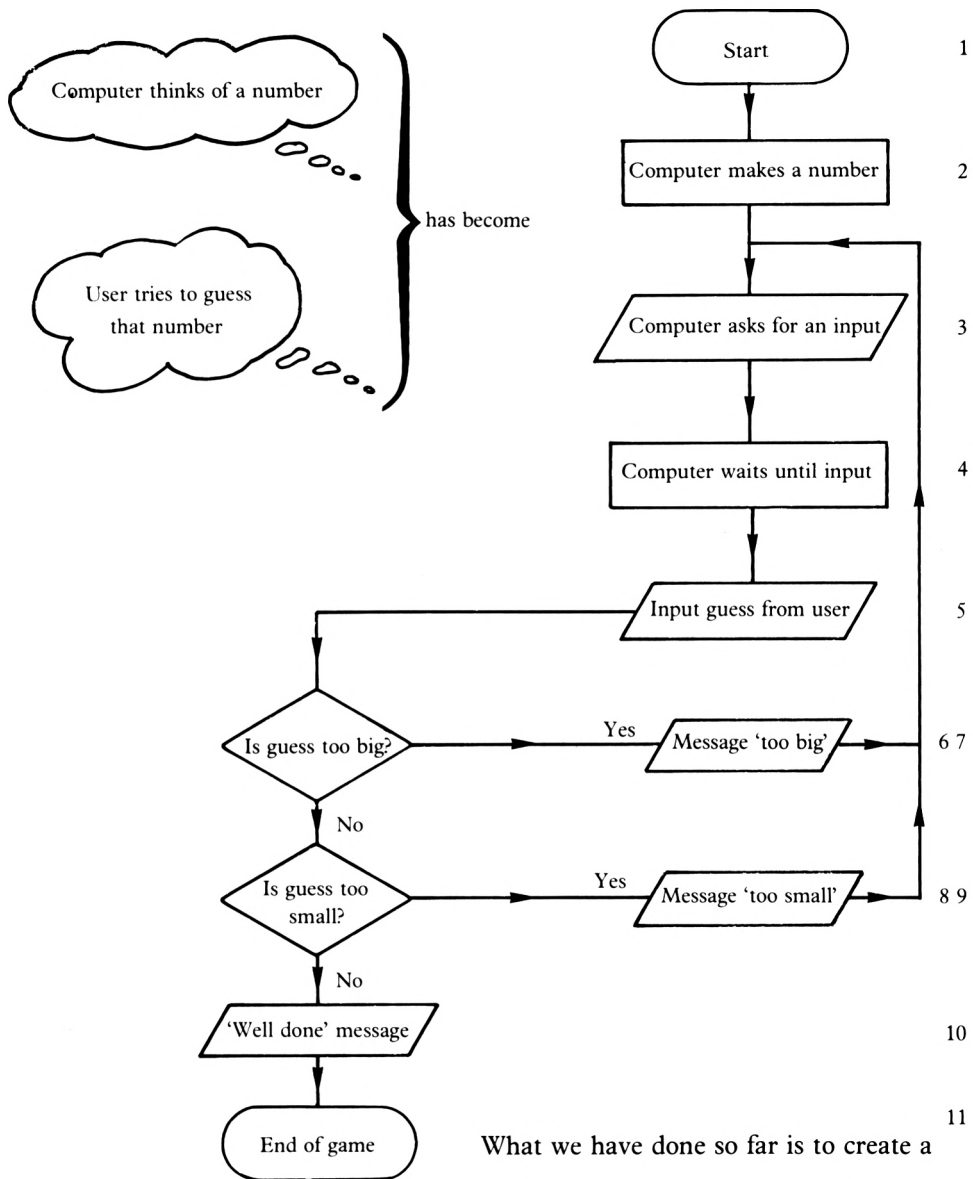 Computer thinks of a number
User tries to guess
that number
has become
Start
1
Computer makes a number
2
Computer asks for an input
3
Computer waits until input
4
Input guess from user
5
Is guess too big?
Yes
Message ‘too big’
6 7
No
Is guess too
small?
Yes
Message ‘too small’
8 9
No
‘Well done’ message
10
End of game
11
What we have done so far is to create a